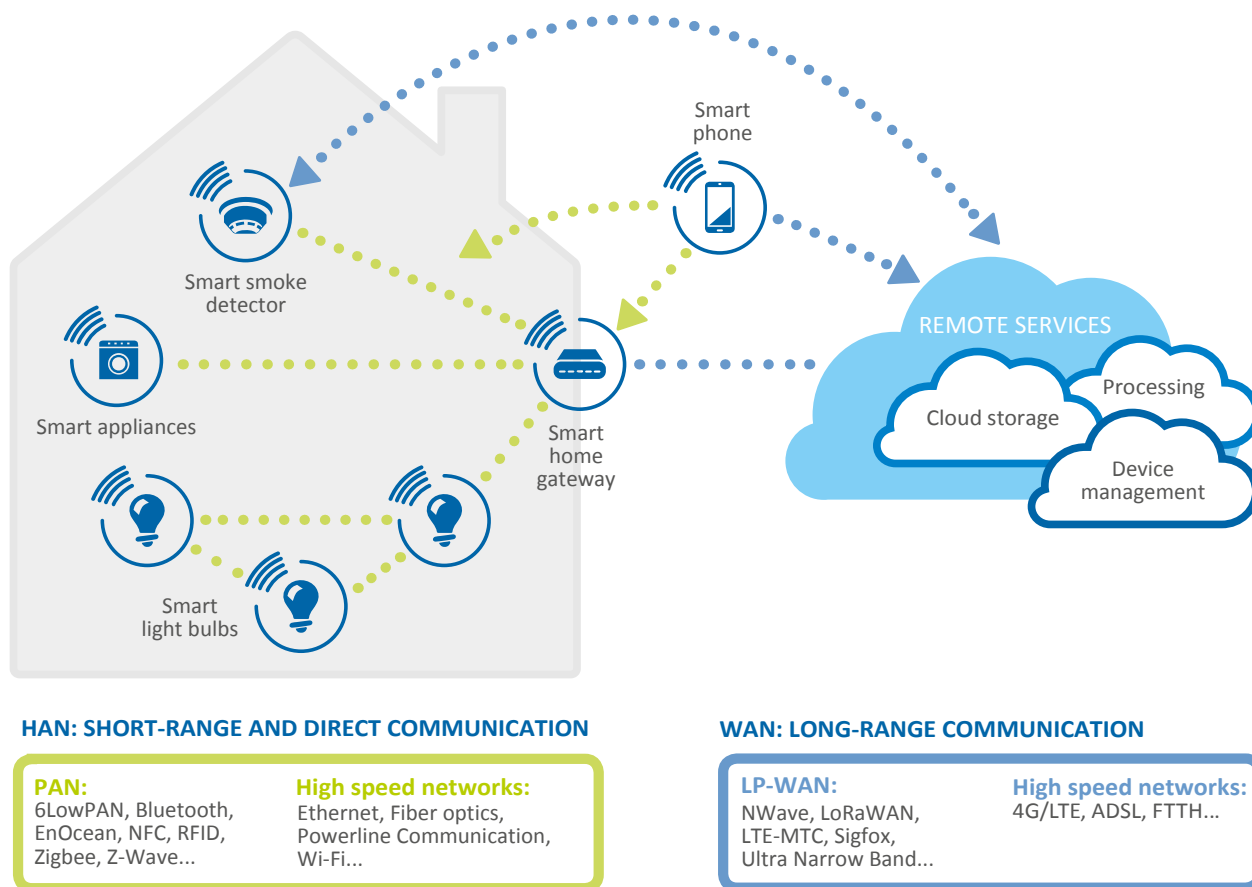 Smart
phone
Smart smoke
detector
REMOTE SERVICES
Processing
Cloud storage
Smart appliances
Smart
home
gateway
Device
management
Smart
light bulbs
HAN: SHORT-RANGE AND DIRECT COMMUNICATION
PAN:
6LowPAN, Bluetooth,
EnOcean, NFC, RFID,
Zigbee, Z-Wave...
High speed networks:
Ethernet, Fiber optics,
Powerline Communication,
Wi-Fi...
WAN: LONG-RANGE COMMUNICATION
LP-WAN:
NWave, LoRaWAN,
LTE-MTC, Sigfox,
Ultra Narrow Band...
High speed networks:
4G/LTE, ADSL, FTTH...